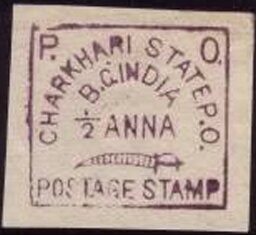 P. O.
CHARKHARI STATE P.O.
B.C. INDIA
½ ANNA
POSTAGE STAMP